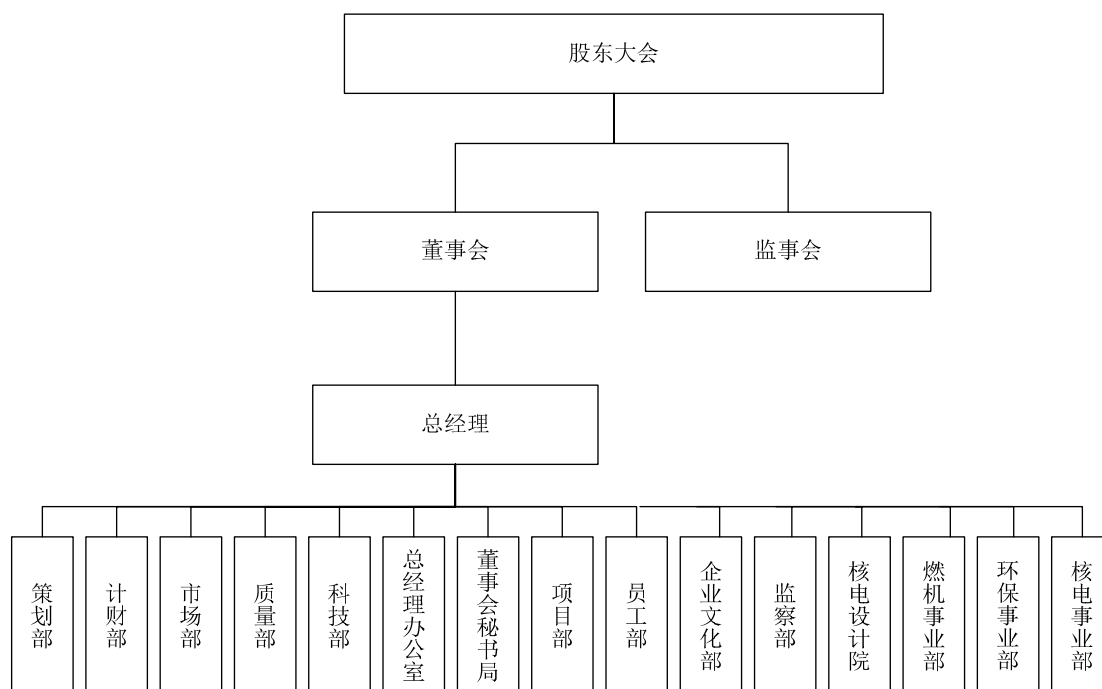 股东大会
董事会
监事会
总经理
策划部
计财部
市场部
质量部
科技部
总经理办公室
董事会秘书局
项目部
员工部
企业文化部
监察部
核电设计院
燃机事业部
环保事业部
核电事业部